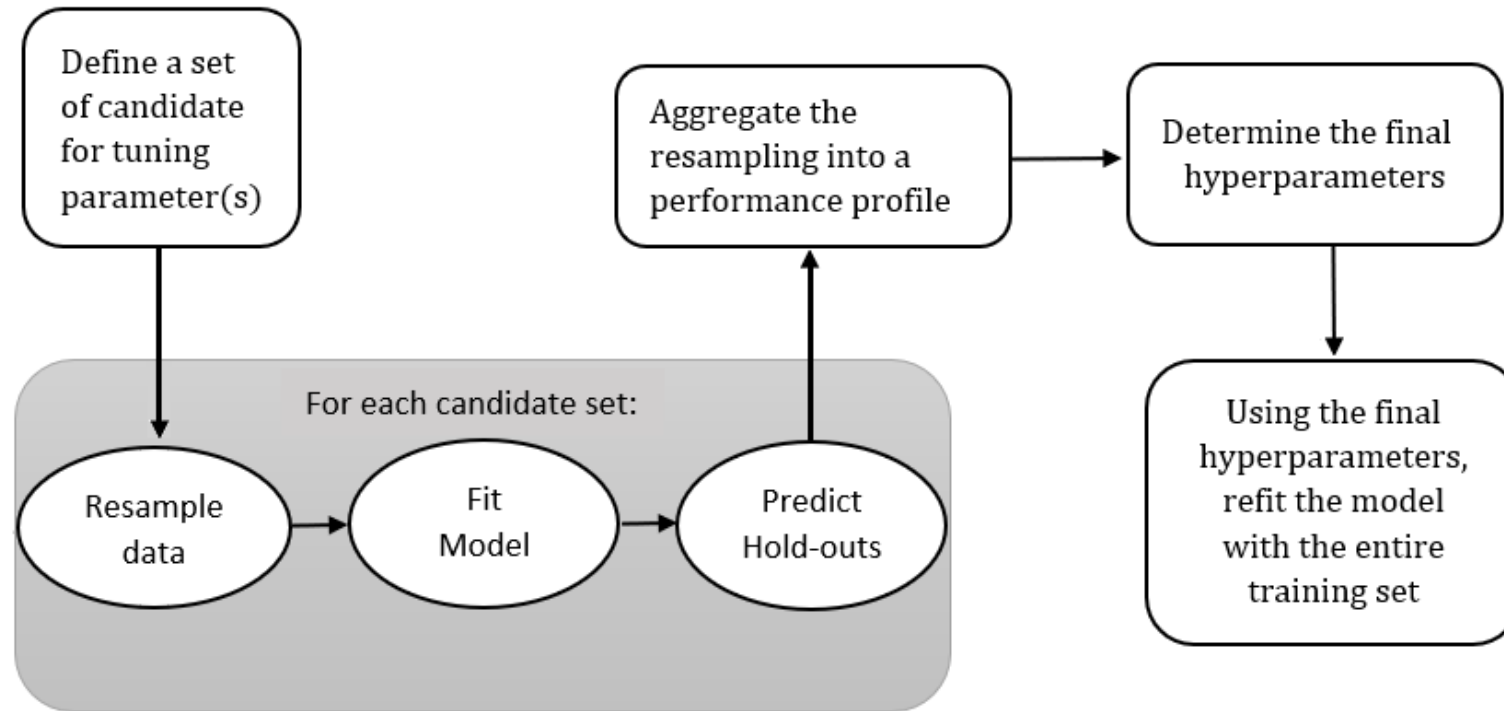 Define a set
of candidate
for tuning
parameter(s)
For each candidate set:
Resample
data
Fit
Model
Predict
Hold-outs
Aggregate the
resampling into a
performance profile
Determine the final
hyperparameters
Using the final
hyperparameters,
refit the model
with the entire
training set